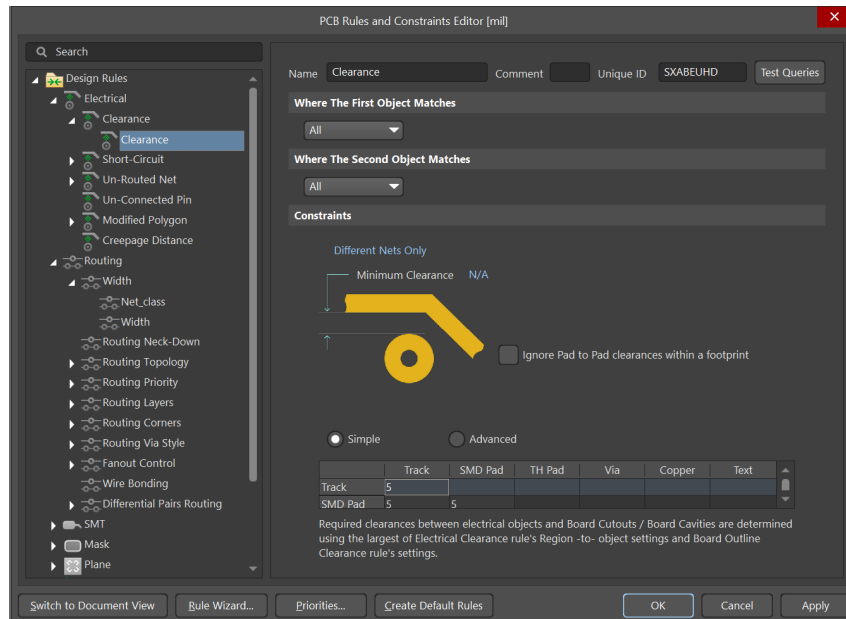 PCB Rules and Constraints Editor [mil]
Search
Design Rules
Electrical
Clearance
Clearance
Short-Circuit
Un-Routed Net
Un-Connected Pin
Modified Polygon
Creepage Distance
Routing
Width
Net_class
Width
Routing Neck-Down
Routing Topology
Routing Priority
Routing Layers
Routing Corners
Routing Via Style
Fanout Control
Wire Bonding
Differential Pairs Routing
SMT
Mask
Plane
Name Clearance Comment Unique ID SXABEUHD Test Queries
Where The First Object Matches
All
Where The Second Object Matches
All
Constraints
Different Nets Only
Minimum Clearance N/A
Ignore Pad to Pad clearances within a footprint
Simple Advanced
Track SMD Pad TH Pad Via Copper Text
Track 5
SMD Pad 5 5
Required clearances between electrical objects and Board Cutouts / Board Cavities are determined
using the largest of Electrical Clearance rule's Region -to- object settings and Board Outline
Clearance rule's settings.
Switch to Document View Rule Wizard... Priorities... Create Default Rules OK Cancel Apply